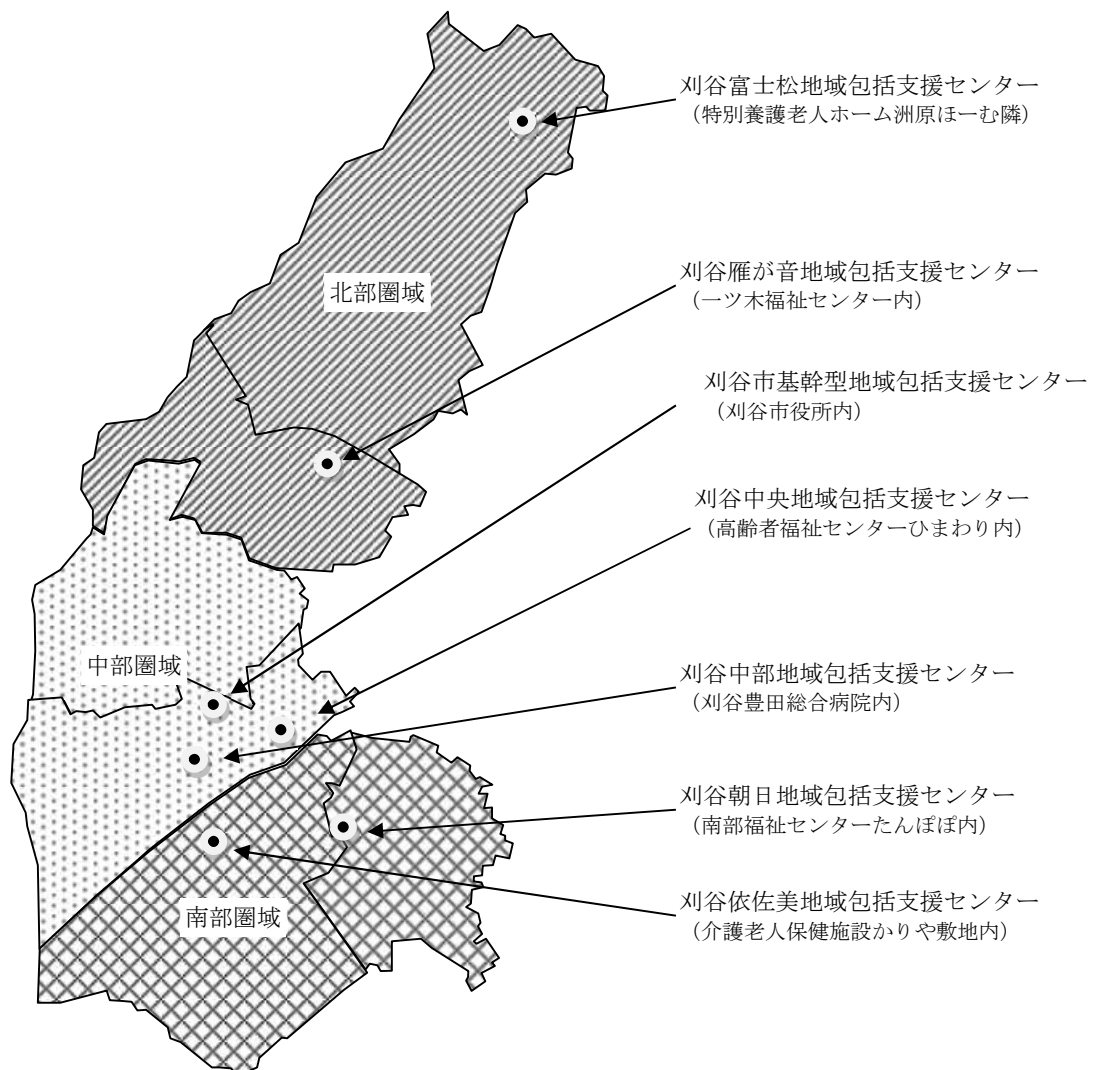 刈谷富士松地域包括支援センター
（特別養護老人ホーム洲原ほーむ隣）
北部圏域
刈谷雁が音地域包括支援センター
（一ツ木福祉センター内）
刈谷市基幹型地域包括支援センター
（刈谷市役所内）
刈谷中央地域包括支援センター
（高齢者福祉センターひまわり内）
中部圏域
刈谷中部地域包括支援センター
（刈谷豊田総合病院内）
刈谷朝日地域包括支援センター
（南部福祉センターたんぽぽ内）
南部圏域
刈谷依佐美地域包括支援センター
（介護老人保健施設かりや敷地内）